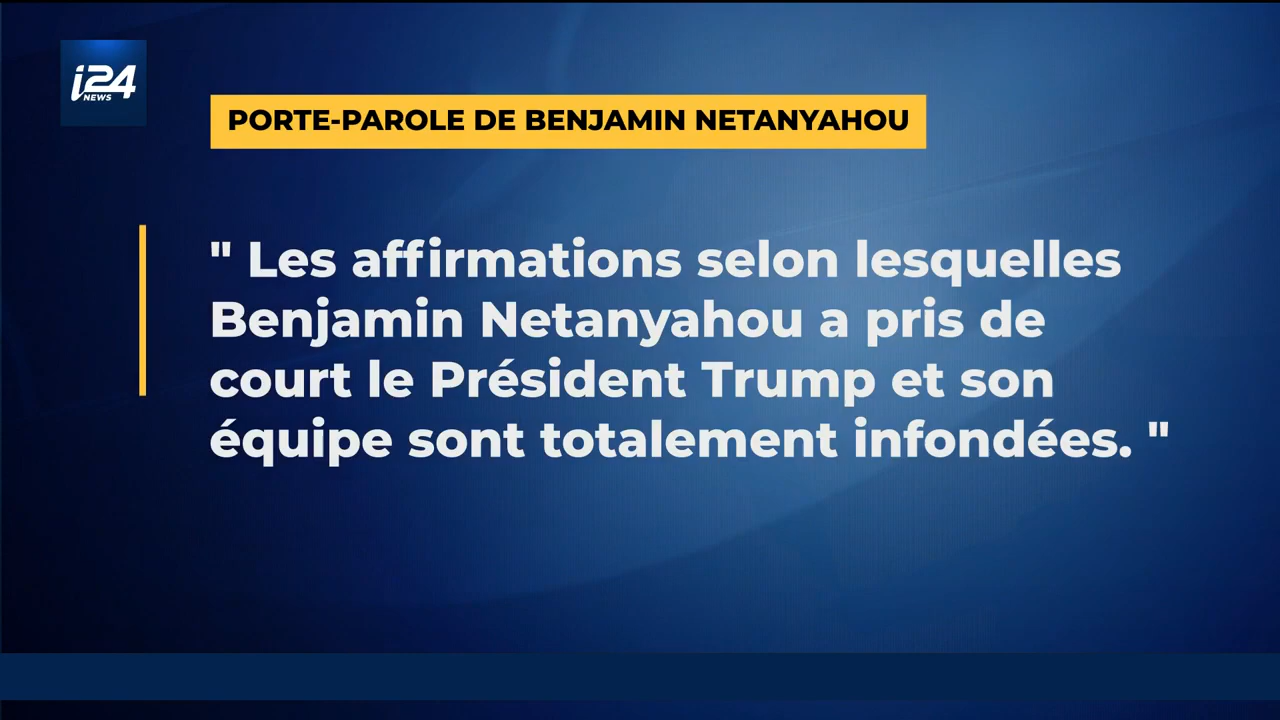 i24
NEWS
PORTE-PAROLE DE BENJAMIN NETANYAHOU
" Les affirmations selon lesquelles
Benjamin Netanyahou a pris de
court le Président Trump et son
équipe sont totalement infondées. "